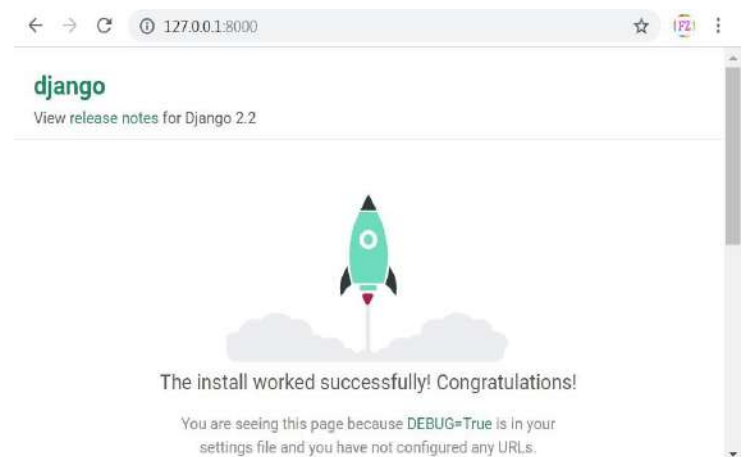 127.0.0.1:8000
FZ
django
View release notes for Django 2.2
The install worked successfully! Congratulations!
You are seeing this page because DEBUG=True is in your
settings file and you have not configured any URLs.